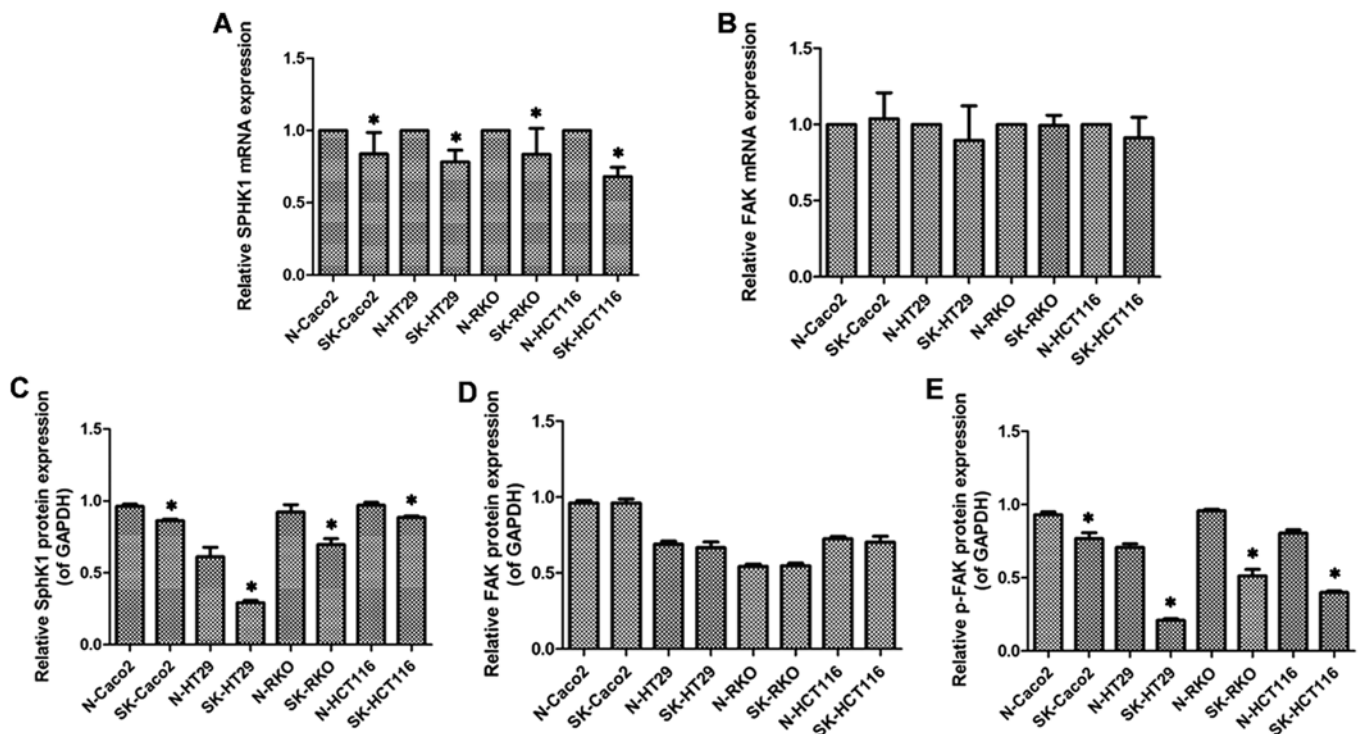 A
Relative SPHK1 mRNA expression
1.5
1.0
0.5
0.0
*
*
*
*
N-Caco2
SK-Caco2
N-HT29
SK-HT29
N-RKO
SK-RKO
N-HCT116
SK-HCT116
B
Relative FAK mRNA expression
1.5
1.0
0.5
0.0
N-Caco2
SK-Caco2
N-HT29
SK-HT29
N-RKO
SK-RKO
N-HCT116
SK-HCT116
C
Relative SphK1 protein expression
(of GAPDH)
1.5
1.0
0.5
0.0
*
*
*
*
N-Caco2
SK-Caco2
N-HT29
SK-HT29
N-RKO
SK-RKO
N-HCT116
SK-HCT116
D
Relative FAK protein expression
(of GAPDH)
1.5
1.0
0.5
0.0
N-Caco2
SK-Caco2
N-HT29
SK-HT29
N-RKO
SK-RKO
N-HCT116
SK-HCT116
E
Relative p-FAK protein expression
(of GAPDH)
1.5
1.0
0.5
0.0
*
*
*
*
N-Caco2
SK-Caco2
N-HT29
SK-HT29
N-RKO
SK-RKO
N-HCT116
SK-HCT116